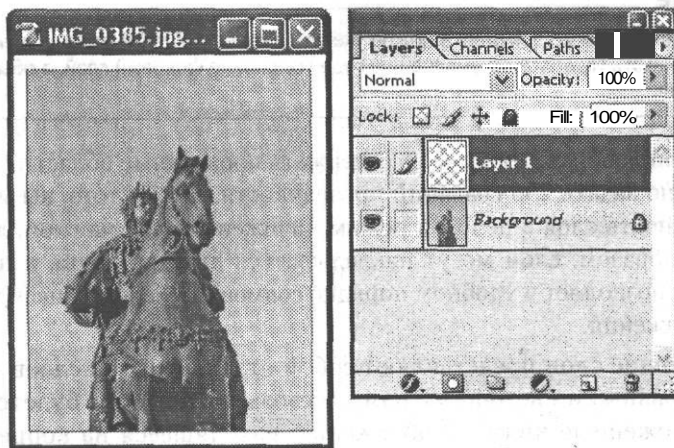 IMG_0385.jpg...
Layers Channels Paths
Normal Opacity: 100%
Lock: Fill: 100%
Layer 1
Background